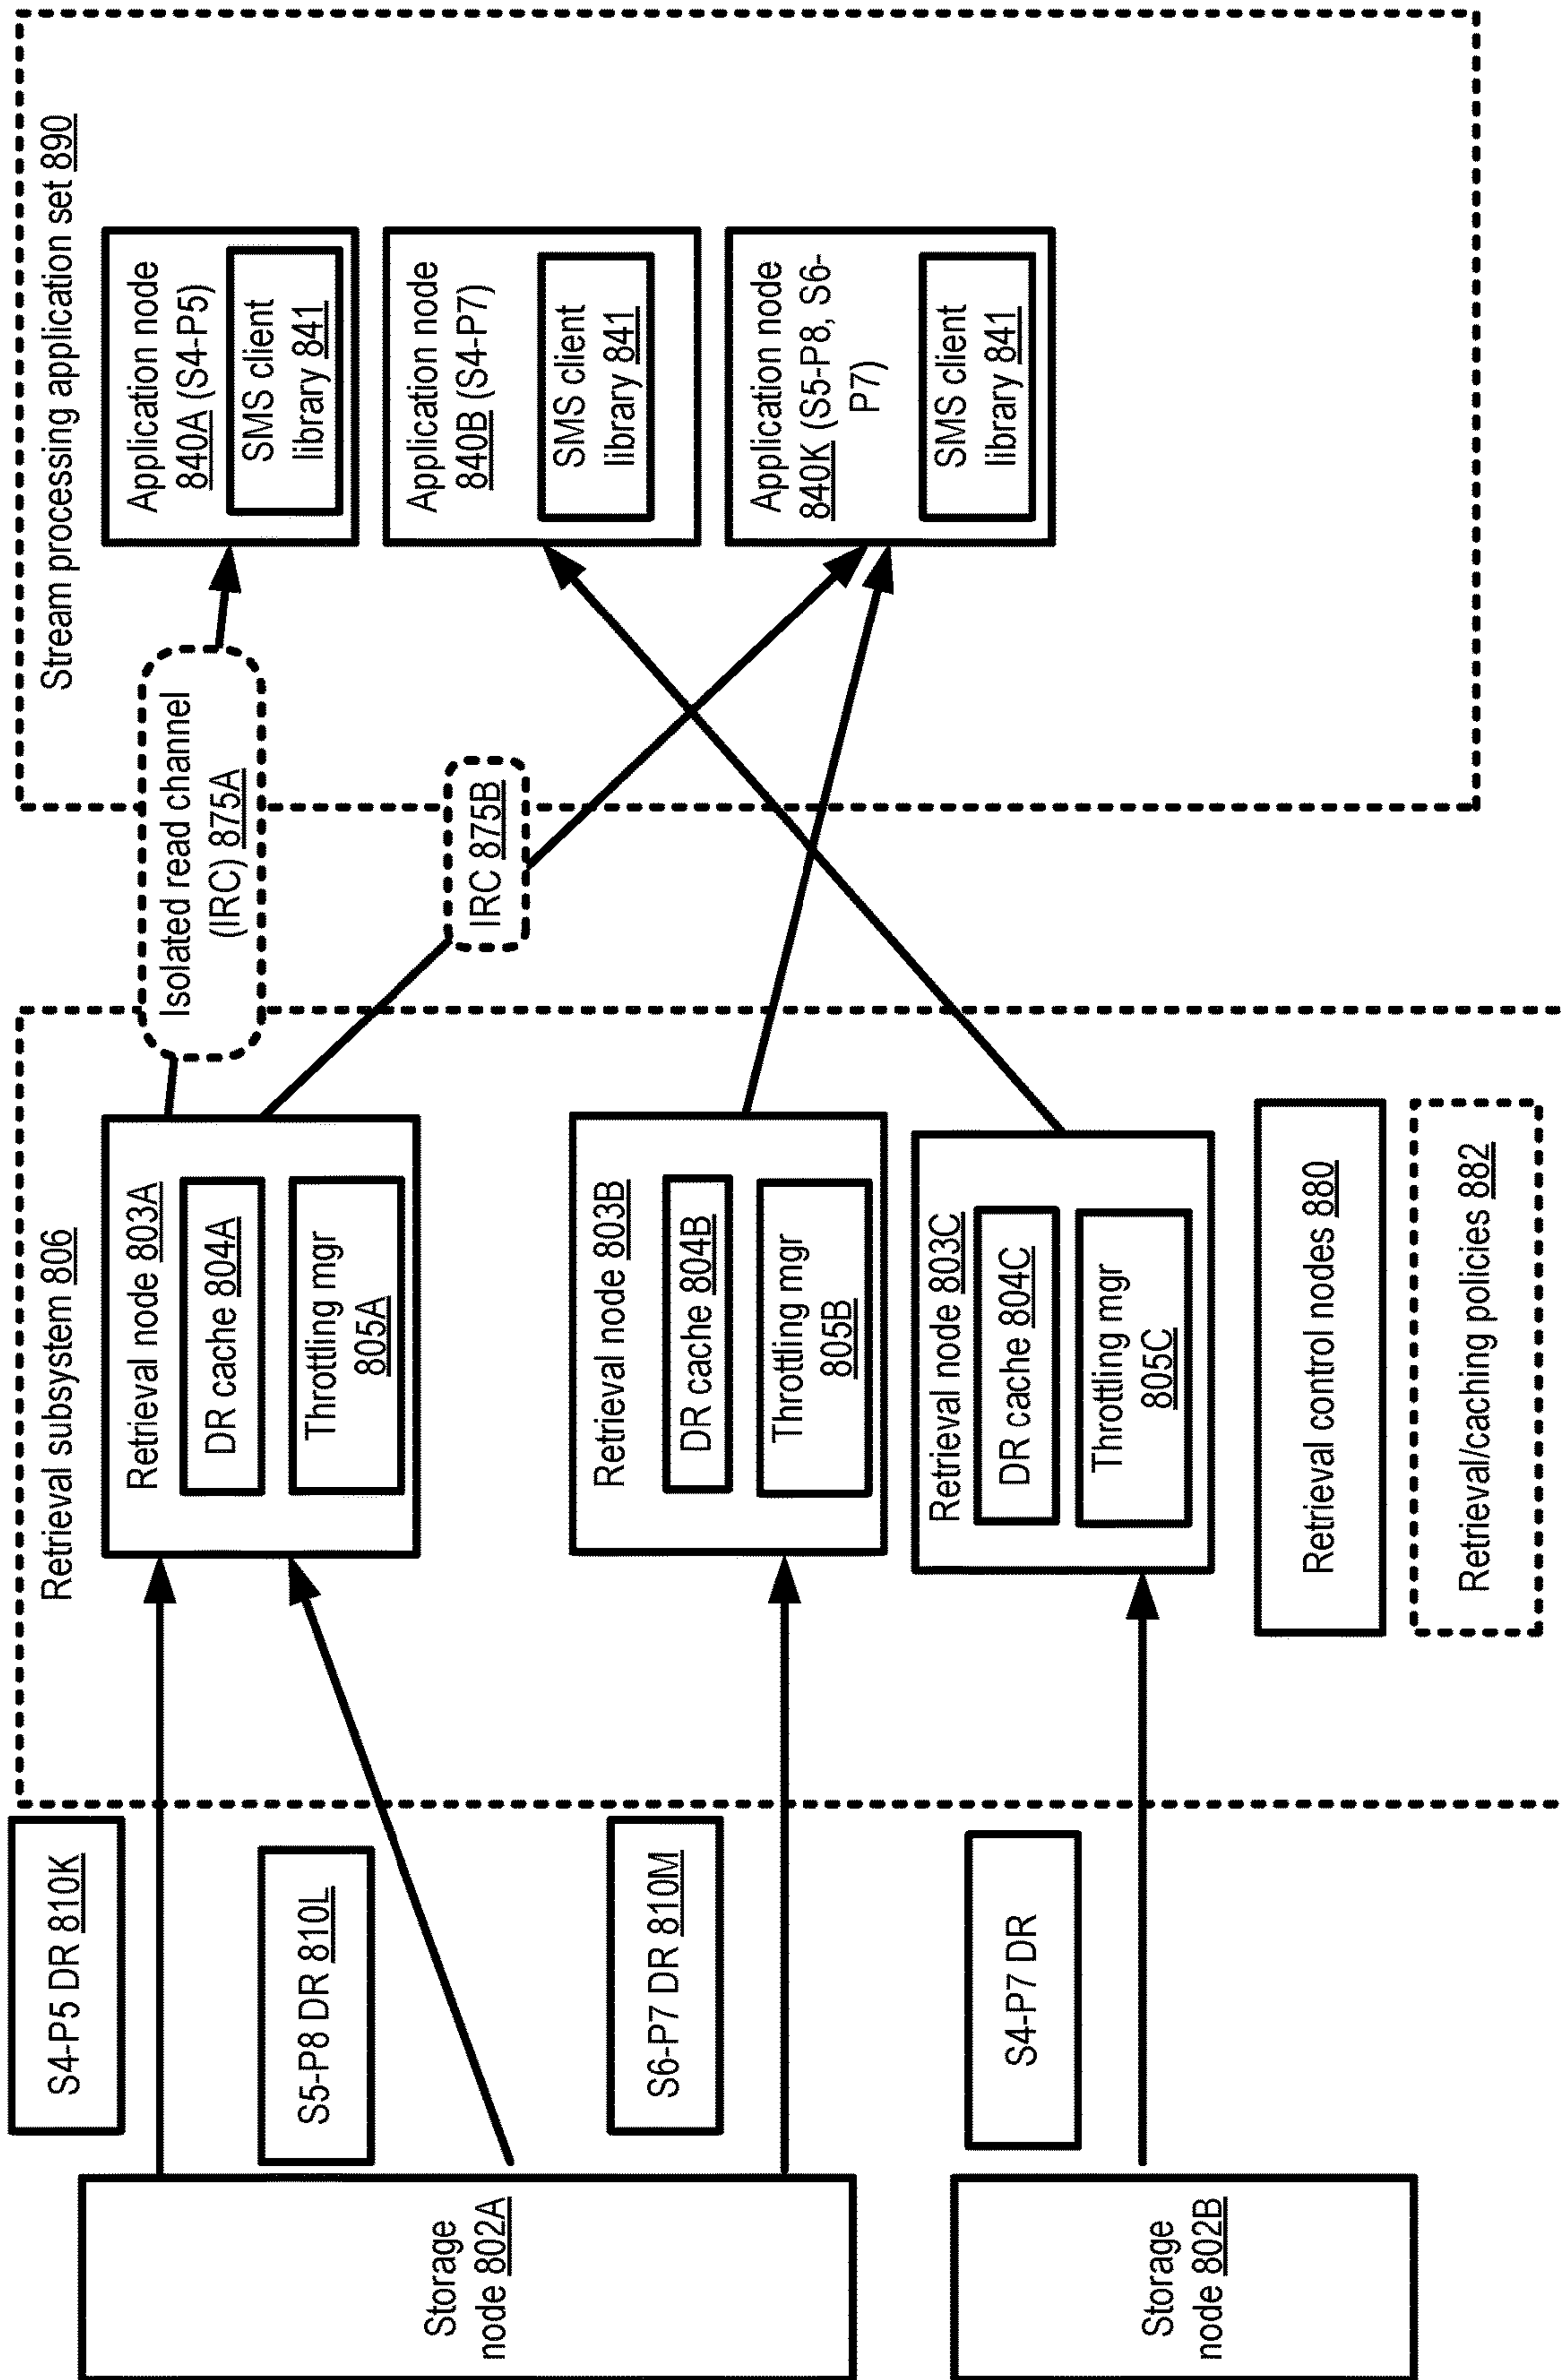 Storage
node 802A
Storage
node 802B
S4-P5 DR 810K
S5-P8 DR 810L
S6-P7 DR 810M
S4-P7 DR
Retrieval subsystem 806
Retrieval node 803A
DR cache 804A
Throttling mgr
805A
Retrieval node 803B
DR cache 804B
Throttling mgr
805B
Retrieval node 803C
DR cache 804C
Throttling mgr
805C
Retrieval control nodes 880
Retrieval/caching policies 882
Isolated read channel
(IRC) 875A
IRC 875B
Stream processing application set 890
Application node
840A (S4-P5)
SMS client
library 841
Application node
840B (S4-P7)
SMS client
library 841
Application node
840K (S5-P8, S6-
P7)
SMS client
library 841